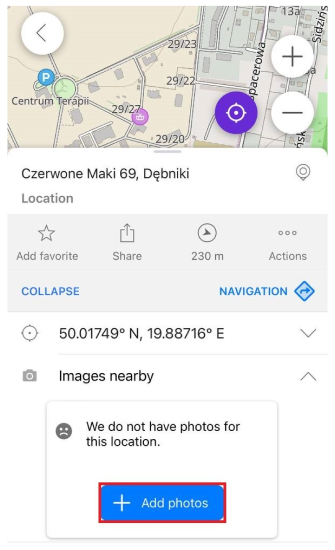 13a
29/23
Sidzińs
pacerowa
29/22
P
Centrum Terapii
29/27
29/20
Czerwone Maki 69, Dębniki
Location
Add favorite
Share
230 m
Actions
COLLAPSE
NAVIGATION
50.01749° N, 19.88716° E
Images nearby
We do not have photos for
this location.
Add photos